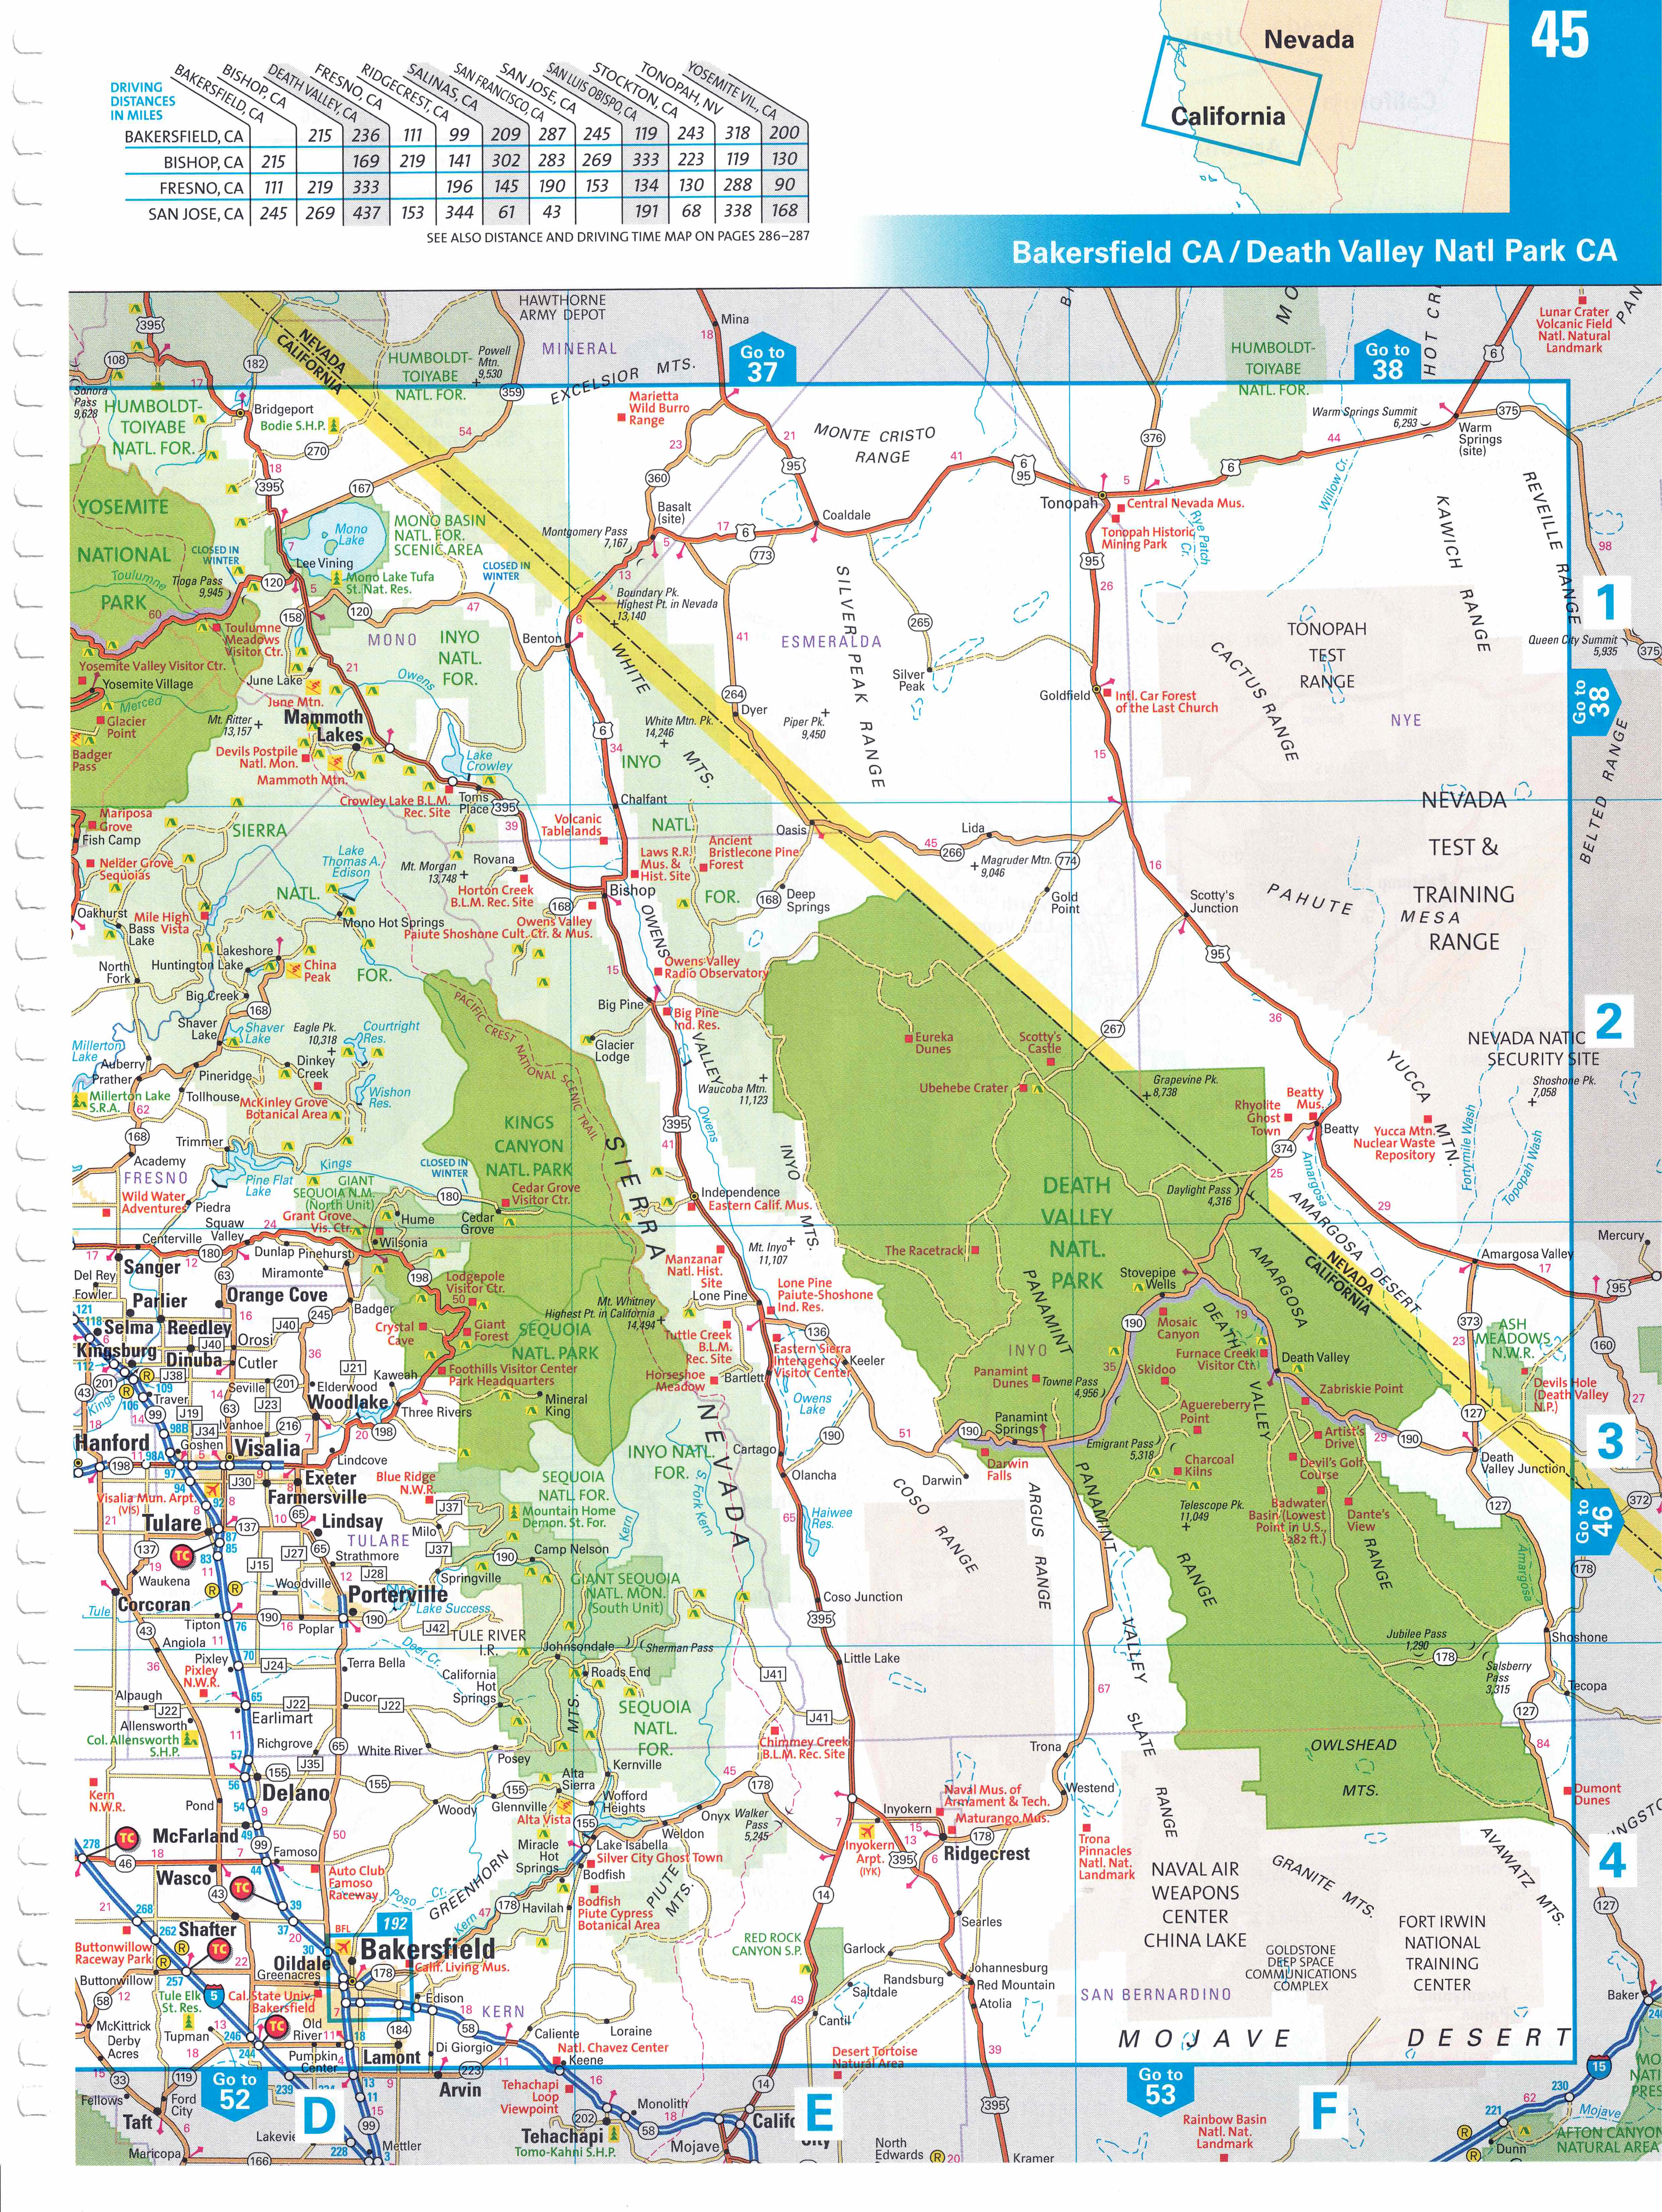 45
Nevada
California
Bakersfield CA / Death Valley Natl Park CA
DRIVING
DISTANCES
IN MILES
BAKERSFIELD, CA
BISHOP, CA
DEATH VALLEY, CA
FRESNO, CA
RIDGECREST, CA
SALINAS, CA
SAN FRANCISCO, CA
SAN JOSE, CA
SAN LUIS OBISPO, CA
STOCKTON, CA
TONOPAH, NV
YOSEMITE VIL, CA
BAKERSFIELD, CA 215 236 111 99 209 287 245 119 243 318 200
BISHOP, CA 215 169 219 141 302 283 269 333 223 119 130
FRESNO, CA 111 219 333 196 145 190 153 134 130 288 90
SAN JOSE, CA 245 269 437 153 344 61 43 191 68 338 168
SEE ALSO DISTANCE AND DRIVING TIME MAP ON PAGES 286–287
HAWTHORNE
ARMY DEPOT
MINERAL
EXCELSIOR MTS.
Mina
Go to
37
Go to
38
HUMBOLDT-
TOIYABE
NATL. FOR.
Lunar Crater
Volcanic Field
Natl. Natural
Landmark
NEVADA
CALIFORNIA
HUMBOLDT-
TOIYABE
NATL. FOR.
Powell
Mtn.
9,530
Sonora
Pass
9,628
HUMBOLDT-
TOIYABE
NATL. FOR.
Bridgeport
Bodie S.H.P.
Marietta
Wild Burro
Range
MONTE CRISTO
RANGE
Warm Springs Summit
6,293
Warm
Springs
(site)
YOSEMITE
NATIONAL
PARK
Mono
Lake
MONO BASIN
NATL. FOR.
SCENIC AREA
Basalt
(site)
Montgomery Pass
7,167
Coaldale
Tonopah
Central Nevada Mus.
Tonopah Historic
Mining Park
Willow Cr.
Rye Patch
Cr.
KAWICH RANGE
REVEILLE RANGE
CLOSED IN
WINTER
Tioga Pass
9,945
Toulumne
Lee Vining
Mono Lake Tufa
St. Nat. Res.
CLOSED IN
WINTER
Boundary Pk.
Highest Pt. in Nevada
13,140
Toulumne
Meadows
Visitor Ctr.
MONO
INYO
NATL.
FOR.
Benton
ESMERALDA
SILVER PEAK RANGE
Silver
Peak
TONOPAH
TEST
RANGE
CACTUS RANGE
Queen City Summit
5,935
1
Yosemite Valley Visitor Ctr.
Yosemite Village
Merced
Glacier
Point
Badger
Pass
June Lake
June Mtn.
Owens
WHITE MTS.
Goldfield
Intl. Car Forest
of the Last Church
NYE
Go to
38
BELTED RANGE
Mt. Ritter
13,157
Mammoth
Lakes
Devils Postpile
Natl. Mon.
Mammoth Mtn.
White Mtn. Pk.
14,246
Dyer
Piper Pk.
9,450
Lake
Crowley
Crowley Lake B.L.M.
Rec. Site
Toms
Place
INYO
NATL.
FOR.
Chalfant
NEVADA
TEST &
TRAINING
RANGE
Mariposa
Grove
Fish Camp
Nelder Grove
Sequoias
SIERRA
NATL.
FOR.
Lake
Thomas A.
Edison
Mt. Morgan
13,748
Rovana
Volcanic
Tablelands
Laws R.R.
Mus. &
Hist. Site
Ancient
Bristlecone Pine
Forest
Oasis
Lida
Magruder Mtn.
9,046
Gold
Point
Horton Creek
B.L.M. Rec. Site
Bishop
Deep
Springs
Scotty's
Junction
PAHUTE MESA
Oakhurst
Bass
Lake
Mile High
Vista
Mono Hot Springs
Owens Valley
Paiute Shoshone Cult. Ctr. & Mus.
OWENS VALLEY
Lakeshore
Huntington Lake
China
Peak
North
Fork
Big Creek
Owens Valley
Radio Observatory
Big Pine
Big Pine
Ind. Res.
PACIFIC CREST NATIONAL SCENIC TRAIL
Shaver
Lake
Shaver
Lake
Eagle Pk.
10,318
Courtright
Res.
Glacier
Lodge
Eureka
Dunes
Scotty's
Castle
Ubehebe Crater
2
NEVADA NATIO
SECURITY SITE
Millerton
Lake
Auberry
Prather
Pineridge
Dinkey
Creek
Millerton Lake
S.R.A.
Tollhouse
McKinley Grove
Botanical Area
Wishon
Res.
Waucoba Mtn.
11,123
Owens
Grapevine Pk.
8,738
Rhyolite
Ghost
Town
Beatty
Mus.
Beatty
YUCCA MTN.
Yucca Mtn.
Nuclear Waste
Repository
Shoshone Pk.
7,058
Fortymile Wash
Topopah Wash
Trimmer
Academy
FRESNO
Kings
Pine Flat
Lake
KINGS
CANYON
NATL. PARK
CLOSED IN
WINTER
GIANT
SEQUOIA N.M.
(North Unit)
Cedar Grove
Visitor Ctr.
SIERRA NEVADA
INYO MTS.
Independence
Eastern Calif. Mus.
DEATH
VALLEY
NATL.
PARK
Daylight Pass
4,316
Amargosa
AMARGOSA DESERT
Wild Water
Adventures
Piedra
Grant Grove
Vis. Ctr.
Hume
Wilsonia
Cedar
Grove
Squaw
Valley
Centerville
Sanger
Dunlap
Pinehurst
Miramonte
Manzanar
Natl. Hist.
Site
Mt. Inyo
11,107
The Racetrack
Stovepipe
Wells
PANAMINT RANGE
AMARGOSA RANGE
NEVADA
CALIFORNIA
Amargosa Valley
Mercury
Del Rey
Fowler
Parlier
Selma
Reedley
Orange Cove
Badger
Lodgepole
Visitor Ctr.
Crystal
Cave
Giant
Forest
SEQUOIA
NATL. PARK
Mt. Whitney
Highest Pt. in California
14,494
Lone Pine
Lone Pine
Paiute-Shoshone
Ind. Res.
Tuttle Creek
B.L.M.
Rec. Site
Eastern Sierra
Interagency
Visitor Center
Keeler
Kingsburg
Dinuba
Orosi
Cutler
Seville
Elderwood
Kaweah
Foothills Visitor Center
Park Headquarters
Horseshoe
Meadow
Bartlett
Owens
Lake
INYO
Panamint
Dunes
Towne Pass
4,956
Mosaic
Canyon
Skidoo
DEATH VALLEY
Furnace Creek
Visitor Ctr.
Death Valley
Zabriskie Point
ASH
MEADOWS
N.W.R.
Devils Hole
(Death Valley
N.P.)
Traver
Woodlake
Three Rivers
Mineral
King
Kings
Ivanhoe
Hanford
Goshen
Visalia
Lindcove
Exeter
Farmersville
Blue Ridge
N.W.R.
INYO NATL.
FOR.
Cartago
Olancha
Panamint
Springs
Darwin
Darwin
Falls
Aguereberry
Point
Emigrant Pass
5,318
Charcoal
Kilns
Artist's
Drive
Devil's Golf
Course
Death
Valley Junction
3
Visalia Mun. Arpt.
(VIS)
Tulare
Lindsay
TULARE
Milo
SEQUOIA
NATL. FOR.
Mountain Home
Demon. St. For.
Kern
S. Fork Kern
Haiwee
Res.
COSO RANGE
ARGUS RANGE
PANAMINT VALLEY
Telescope Pk.
11,049
Badwater
Basin (Lowest
Point in U.S.,
-282 ft.)
Dante's
View
Go to
46
Waukena
Corcoran
Strathmore
Woodville
Springville
Camp Nelson
GIANT SEQUOIA
NATL. MON.
(South Unit)
Porterville
Lake Success
Tule
Tipton
Poplar
TULE RIVER
I.R.
Deer Cr.
Coso Junction
Amargosa
Angiola
Pixley
Pixley
N.W.R.
Terra Bella
California
Hot
Springs
Johnsondale
Sherman Pass
Roads End
Little Lake
Jubilee Pass
1,290
Shoshone
Salsberry
Pass
3,315
Tecopa
Alpaugh
Allensworth
Col. Allensworth
S.H.P.
Ducor
Earlimart
Richgrove
White River
Posey
SEQUOIA
NATL.
FOR.
MTS.
Chimmey Creek
B.L.M. Rec. Site
SLATE RANGE
Trona
Westend
OWLSHEAD
MTS.
Kern
N.W.R.
Delano
Pond
McFarland
Woody
Glennville
Alta
Sierra
Alta Vista
Kernville
Wofford
Heights
Onyx
Walker
Pass
5,245
Weldon
Inyokern
Inyokern
Arpt.
(IYK)
Naval Mus. of
Armament & Tech.
Maturango Mus.
Ridgecrest
Trona
Pinnacles
Natl. Nat.
Landmark
Dumont
Dunes
4
Wasco
Famoso
Auto Club
Famoso
Raceway
Poso Cr.
GREENHORN
Miracle
Hot
Springs
Lake Isabella
Silver City Ghost Town
Bodfish
Bodfish
Piute Cypress
Botanical Area
PIUTE
MTS.
Kern
Havilah
NAVAL AIR
WEAPONS
CENTER
CHINA LAKE
GRANITE MTS.
AVAWATZ MTS.
FORT IRWIN
NATIONAL
TRAINING
CENTER
GOLDSTONE
DEEP SPACE
COMMUNICATIONS
COMPLEX
Shafter
Buttonwillow
Raceway Park
Buttonwillow
Oildale
BFL
192
Bakersfield
Calif. Living Mus.
Greenacres
Cal. State Univ.
Bakersfield
Tule Elk
St. Res.
McKittrick
Derby
Acres
Tupman
Old
River
Edison
KERN
Pumpkin
Center
Lamont
Di Giorgio
Caliente
Loraine
Natl. Chavez Center
Keene
RED ROCK
CANYON S.P.
Garlock
Searles
Randsburg
Saltdale
Johannesburg
Red Mountain
Atolia
Cantil
SAN BERNARDINO
MOJAVE DESERT
Baker
Desert Tortoise
Natural Area
Fellows
Ford
City
Taft
Maricopa
Go to
52
D
Arvin
Mettler
Tehachapi
Loop
Viewpoint
Tehachapi
Tomo-Kahni S.H.P.
Monolith
Mojave
E
North
Edwards
Kramer
Go to
53
Rainbow Basin
Natl. Nat.
Landmark
F
Mojave
Dunn
AFTON CANYON
NATURAL AREA